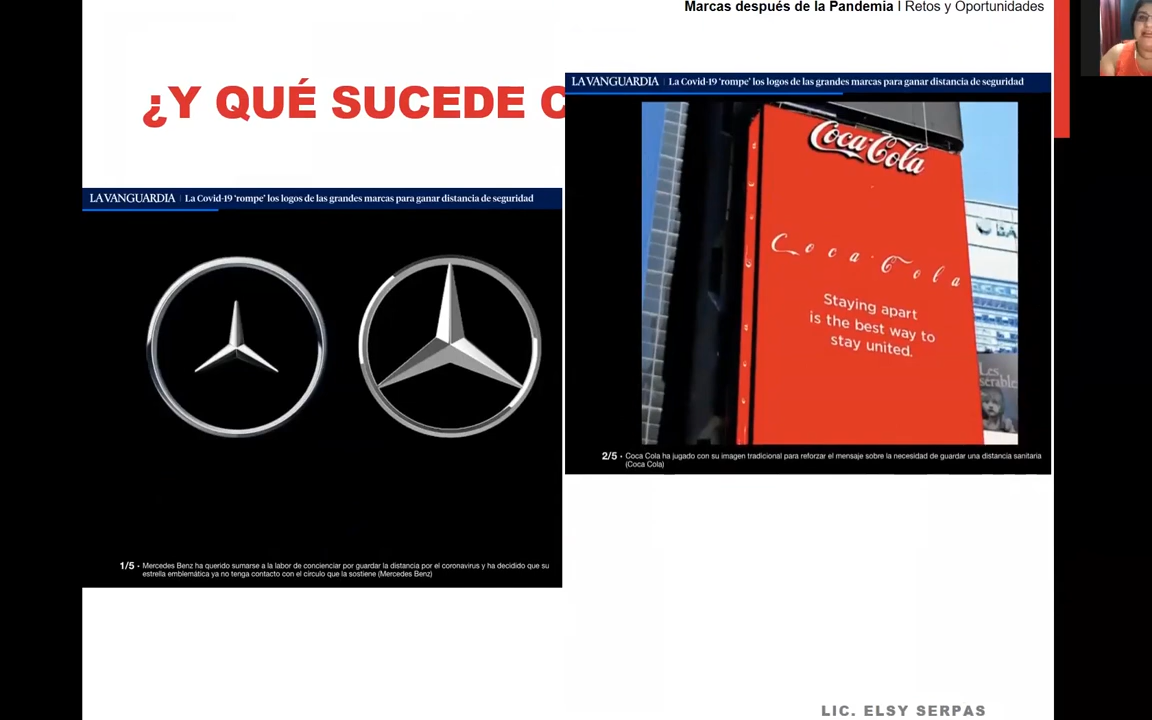 Marcas después de la Pandemia I Retos y Oportunidades
¿Y QUÉ SUCEDE C
LA VANGUARDIA | La Covid-19 'rompe' los logos de las grandes marcas para ganar distancia de seguridad
1/5 · Mercedes Benz ha querido sumarse a la labor de concienciar por guardar la distancia por el coronavirus y ha decidido que su
estrella emblemática ya no tenga contacto con el circulo que la sostiene (Mercedes Benz)
LA VANGUARDIA | La Covid-19 'rompe' los logos de las grandes marcas para ganar distancia de seguridad
Coca-Cola
Coca-Cola
Staying apart
is the best way to
stay united.
BA
Les
2/5 · Coca Cola ha jugado con su imagen tradicional para reforzar el mensaje sobre la necesidad de guardar una distancia sanitaria
(Coca Cola)
LIC. ELSY SERPAS